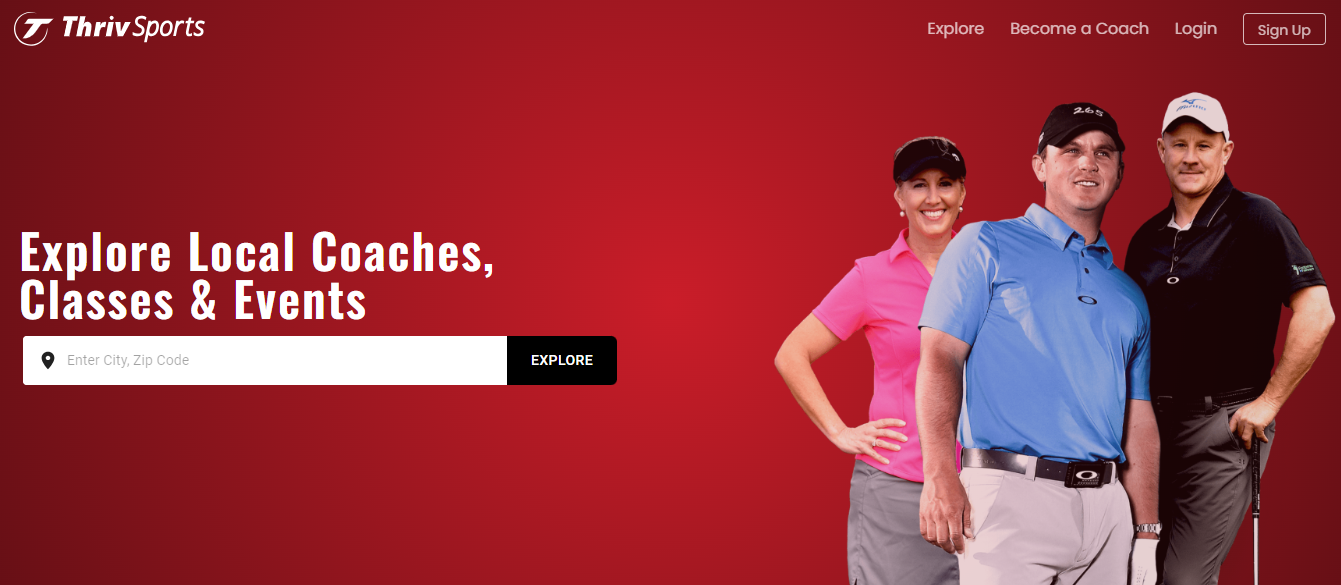 ThrivSports
Explore
Become a Coach
Login
Sign Up
265
Explore Local Coaches,
Classes & Events
Enter City, Zip Code
EXPLORE